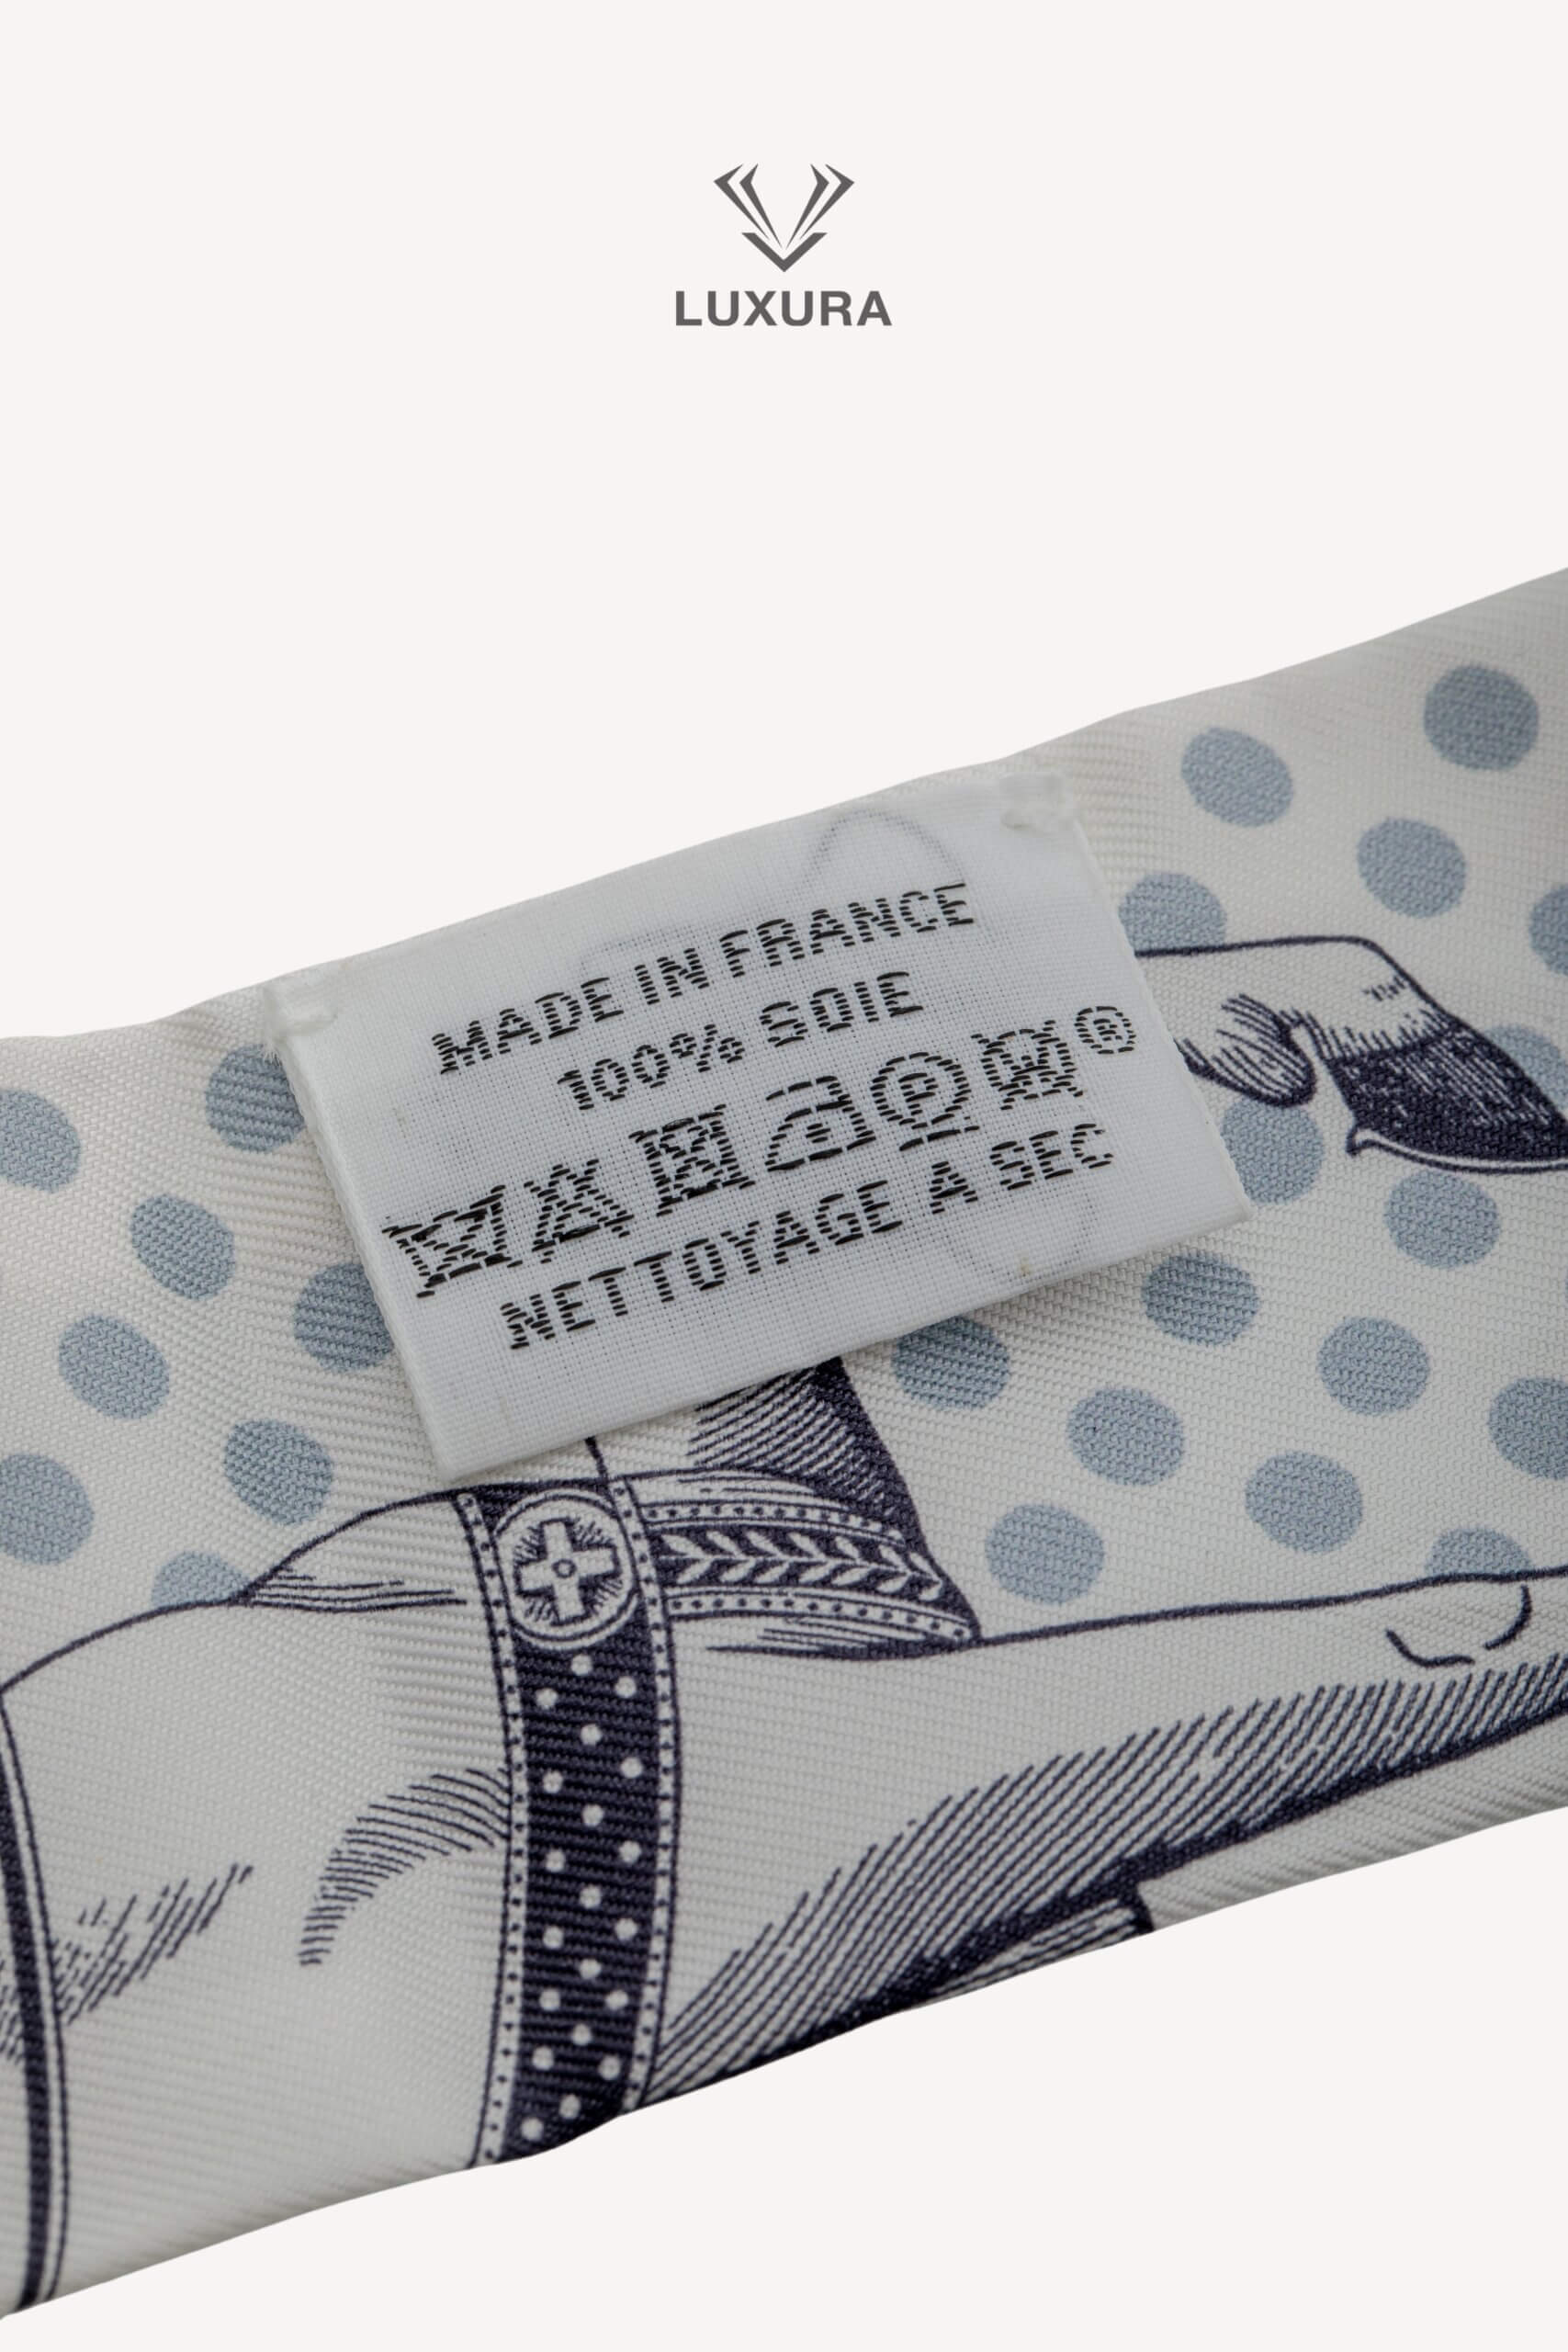 LUXURA
MADE IN FRANCE
100% SOIE
P ®
NETTOYAGE A SEC